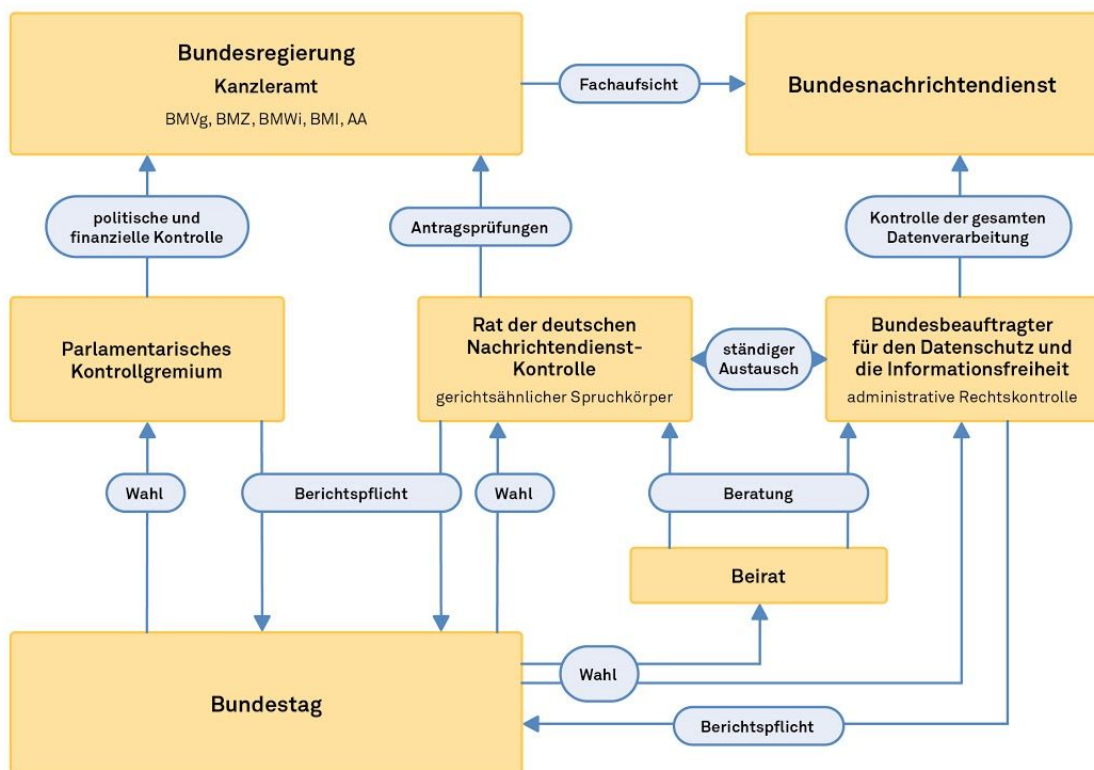 Bundesregierung
Kanzleramt
BMVg, BMZ, BMWi, BMI, AA
Fachaufsicht
Bundesnachrichtendienst
politische und
finanzielle Kontrolle
Antragsprüfungen
Kontrolle der gesamten
Datenverarbeitung
Parlamentarisches
Kontrollgremium
Rat der deutschen
Nachrichtendienst-
Kontrolle
gerichtsähnlicher Spruchkörper
ständiger
Austausch
Bundesbeauftragter
für den Datenschutz und
die Informationsfreiheit
administrative Rechtskontrolle
Wahl
Berichtspflicht
Wahl
Beratung
Beirat
Bundestag
Wahl
Berichtspflicht